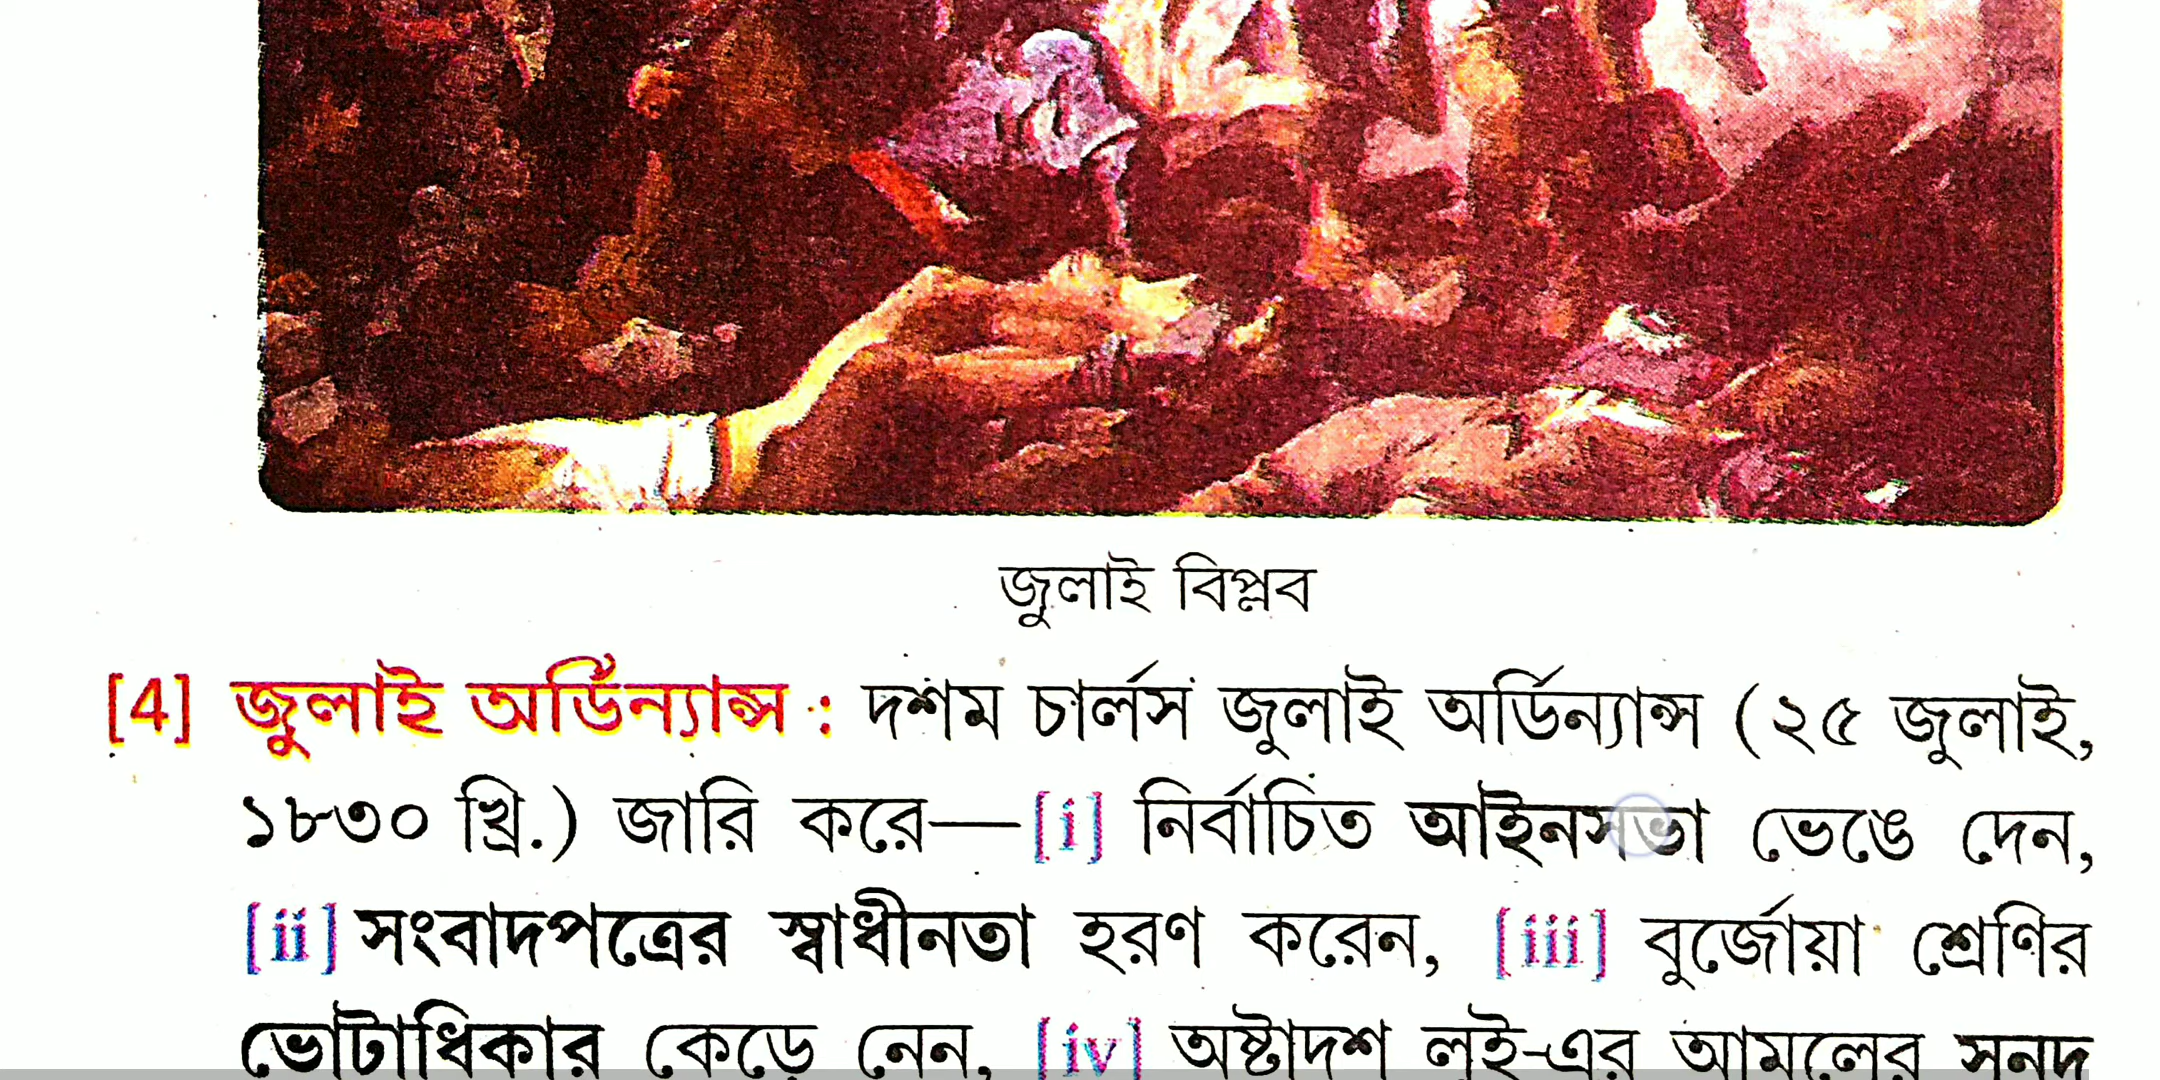 জুলাই বিপ্লব
[4] জুলাই অর্ডিন্যান্স : দশম চার্লস জুলাই অর্ডিন্যান্স (২৫ জুলাই,
১৮৩০ খ্রি.) জারি করে—[i] নির্বাচিত আইনসভা ভেঙে দেন,
[ii] সংবাদপত্রের স্বাধীনতা হরণ করেন, [iii] বুর্জোয়া শ্রেণির
ভোটাধিকার কেড়ে নেন, [iv] অষ্টাদশ লুই-এর আমলের সনদ